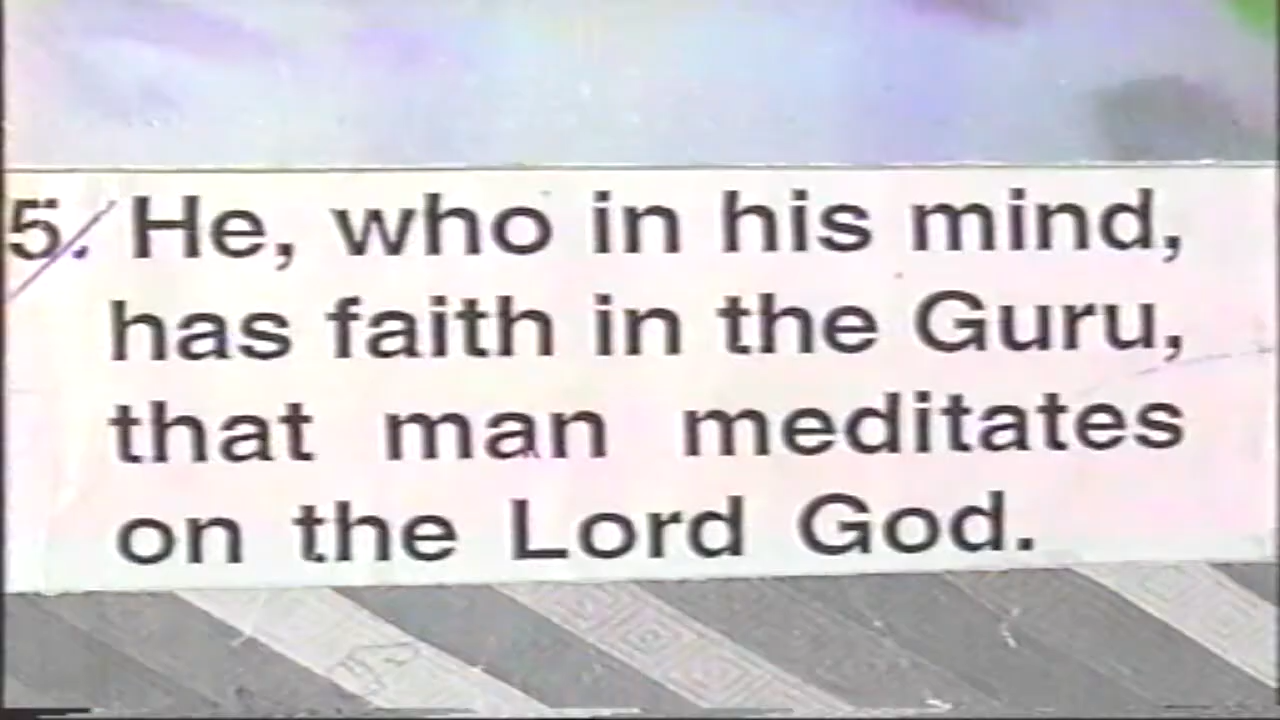 5. He, who in his mind,
has faith in the Guru,
that man meditates
on the Lord God.